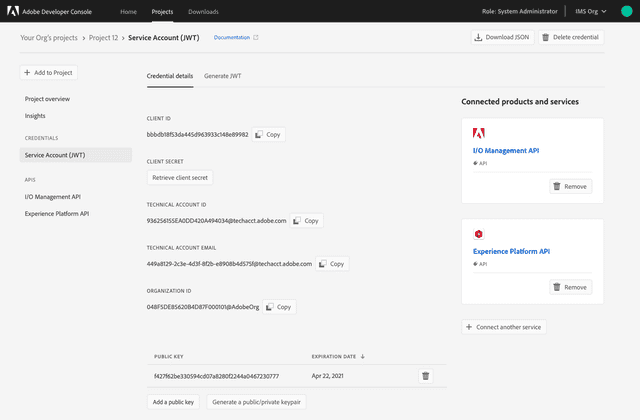 Adobe Developer Console
Home
Projects
Downloads
Role: System Administrator
IMS Org
Your Org's projects
Project 12
Service Account (JWT)
Documentation
Download JSON
Delete credential
Add to Project
Project overview
Insights
CREDENTIALS
Service Account (JWT)
APIS
I/O Management API
Experience Platform API
Credential details
Generate JWT
CLIENT ID
bbbdb18f53da445d963933c148e89982
Copy
CLIENT SECRET
Retrieve client secret
TECHNICAL ACCOUNT ID
936256155EA0DD420A494034@techacct.adobe.com
Copy
TECHNICAL ACCOUNT EMAIL
449a8129-2c3e-4d3f-8f2b-e8908b4d575f@techacct.adobe.com
Copy
ORGANIZATION ID
048F5DE85620B4D87F000101@AdobeOrg
Copy
PUBLIC KEY
EXPIRATION DATE
f427f62be330594cd07a8280f2244a0467230777
Apr 22, 2021
Add a public key
Generate a public/private keypair
Connected products and services
I/O Management API
API
Remove
Experience Platform API
API
Remove
Connect another service